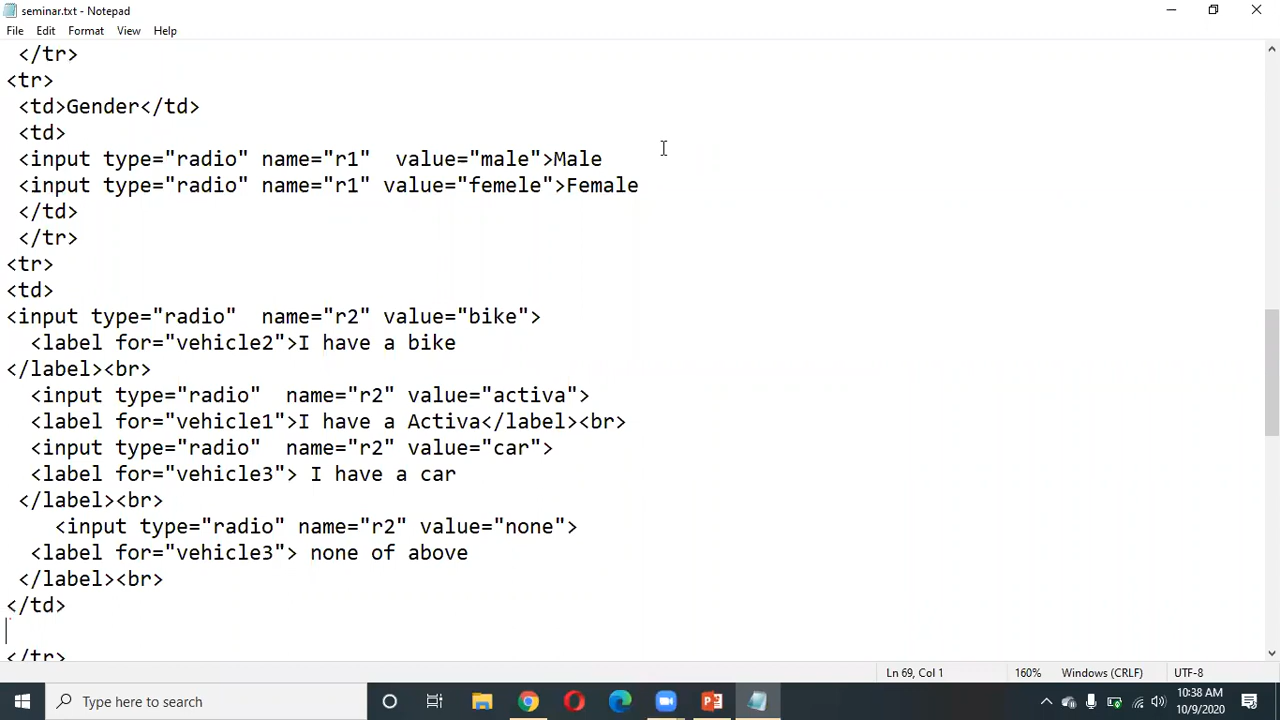 seminar.txt - Notepad
File Edit Format View Help
</tr>
<tr>
<td>Gender</td>
<td>
<input type="radio" name="r1"  value="male">Male
<input type="radio" name="r1" value="femele">Female
</td>
</tr>
<tr>
<td>
<input type="radio"  name="r2" value="bike">
<label for="vehicle2">I have a bike
</label><br>
<input type="radio"  name="r2" value="activa">
<label for="vehicle1">I have a Activa</label><br>
<input type="radio"  name="r2" value="car">
<label for="vehicle3"> I have a car
</label><br>
<input type="radio" name="r2" value="none">
<label for="vehicle3"> none of above
</label><br>
</td>
</tr>
Ln 69, Col 1 160% Windows (CRLF) UTF-8
Type here to search
10:38 AM
10/9/2020